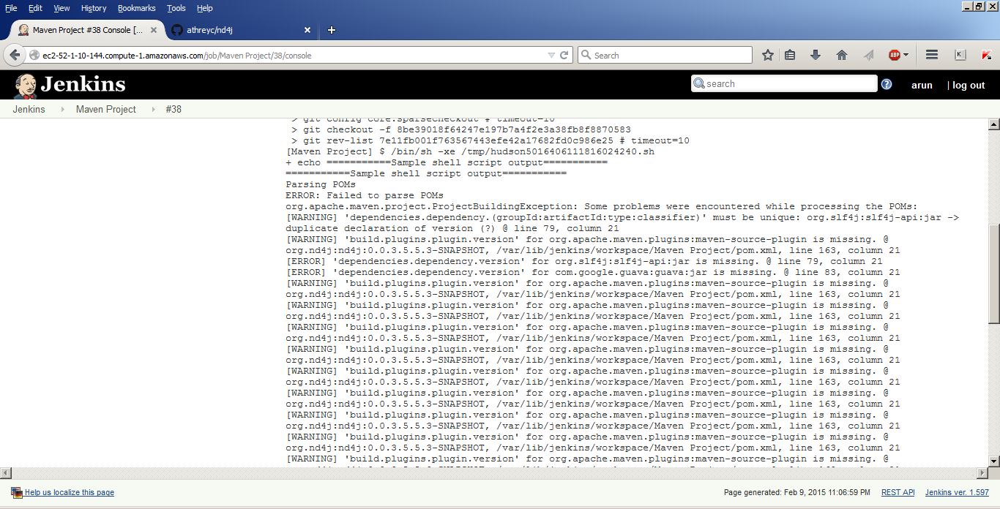 File Edit View History Bookmarks Tools Help
Maven Project #38 Console [... athreyc/nd4j
ec2-52-1-10-144.compute-1.amazonaws.com/job/Maven Project/38/console Search ABP K
Jenkins search arun | log out
Jenkins Maven Project #38
> git config core.sparsecheckout # timeout=10
> git checkout -f 8be39018f64247e197b7a4f2e3a38fb8f8870583
> git rev-list 7e11fb001f763567443efe42a17682fd0c986e25 # timeout=10
[Maven Project] $ /bin/sh -xe /tmp/hudson5016406111816024240.sh
+ echo ===========Sample shell script output===========
===========Sample shell script output===========
Parsing POMs
ERROR: Failed to parse POMs
org.apache.maven.project.ProjectBuildingException: Some problems were encountered while processing the POMs:
[WARNING] 'dependencies.dependency.(groupId:artifactId:type:classifier)' must be unique: org.slf4j:slf4j-api:jar ->
duplicate declaration of version (?) @ line 79, column 21
[WARNING] 'build.plugins.plugin.version' for org.apache.maven.plugins:maven-source-plugin is missing. @
org.nd4j:nd4j:0.0.3.5.5.3-SNAPSHOT, /var/lib/jenkins/workspace/Maven Project/pom.xml, line 163, column 21
[ERROR] 'dependencies.dependency.version' for org.slf4j:slf4j-api:jar is missing. @ line 79, column 21
[ERROR] 'dependencies.dependency.version' for com.google.guava:guava:jar is missing. @ line 83, column 21
[WARNING] 'build.plugins.plugin.version' for org.apache.maven.plugins:maven-source-plugin is missing. @
org.nd4j:nd4j:0.0.3.5.5.3-SNAPSHOT, /var/lib/jenkins/workspace/Maven Project/pom.xml, line 163, column 21
[WARNING] 'build.plugins.plugin.version' for org.apache.maven.plugins:maven-source-plugin is missing. @
org.nd4j:nd4j:0.0.3.5.5.3-SNAPSHOT, /var/lib/jenkins/workspace/Maven Project/pom.xml, line 163, column 21
[WARNING] 'build.plugins.plugin.version' for org.apache.maven.plugins:maven-source-plugin is missing. @
org.nd4j:nd4j:0.0.3.5.5.3-SNAPSHOT, /var/lib/jenkins/workspace/Maven Project/pom.xml, line 163, column 21
[WARNING] 'build.plugins.plugin.version' for org.apache.maven.plugins:maven-source-plugin is missing. @
org.nd4j:nd4j:0.0.3.5.5.3-SNAPSHOT, /var/lib/jenkins/workspace/Maven Project/pom.xml, line 163, column 21
[WARNING] 'build.plugins.plugin.version' for org.apache.maven.plugins:maven-source-plugin is missing. @
org.nd4j:nd4j:0.0.3.5.5.3-SNAPSHOT, /var/lib/jenkins/workspace/Maven Project/pom.xml, line 163, column 21
[WARNING] 'build.plugins.plugin.version' for org.apache.maven.plugins:maven-source-plugin is missing. @
org.nd4j:nd4j:0.0.3.5.5.3-SNAPSHOT, /var/lib/jenkins/workspace/Maven Project/pom.xml, line 163, column 21
[WARNING] 'build.plugins.plugin.version' for org.apache.maven.plugins:maven-source-plugin is missing. @
org.nd4j:nd4j:0.0.3.5.5.3-SNAPSHOT, /var/lib/jenkins/workspace/Maven Project/pom.xml, line 163, column 21
[WARNING] 'build.plugins.plugin.version' for org.apache.maven.plugins:maven-source-plugin is missing. @
org.nd4j:nd4j:0.0.3.5.5.3-SNAPSHOT, /var/lib/jenkins/workspace/Maven Project/pom.xml, line 163, column 21
[WARNING] 'build.plugins.plugin.version' for org.apache.maven.plugins:maven-source-plugin is missing. @
Help us localize this page Page generated: Feb 9, 2015 11:06:59 PM REST API Jenkins ver. 1.597